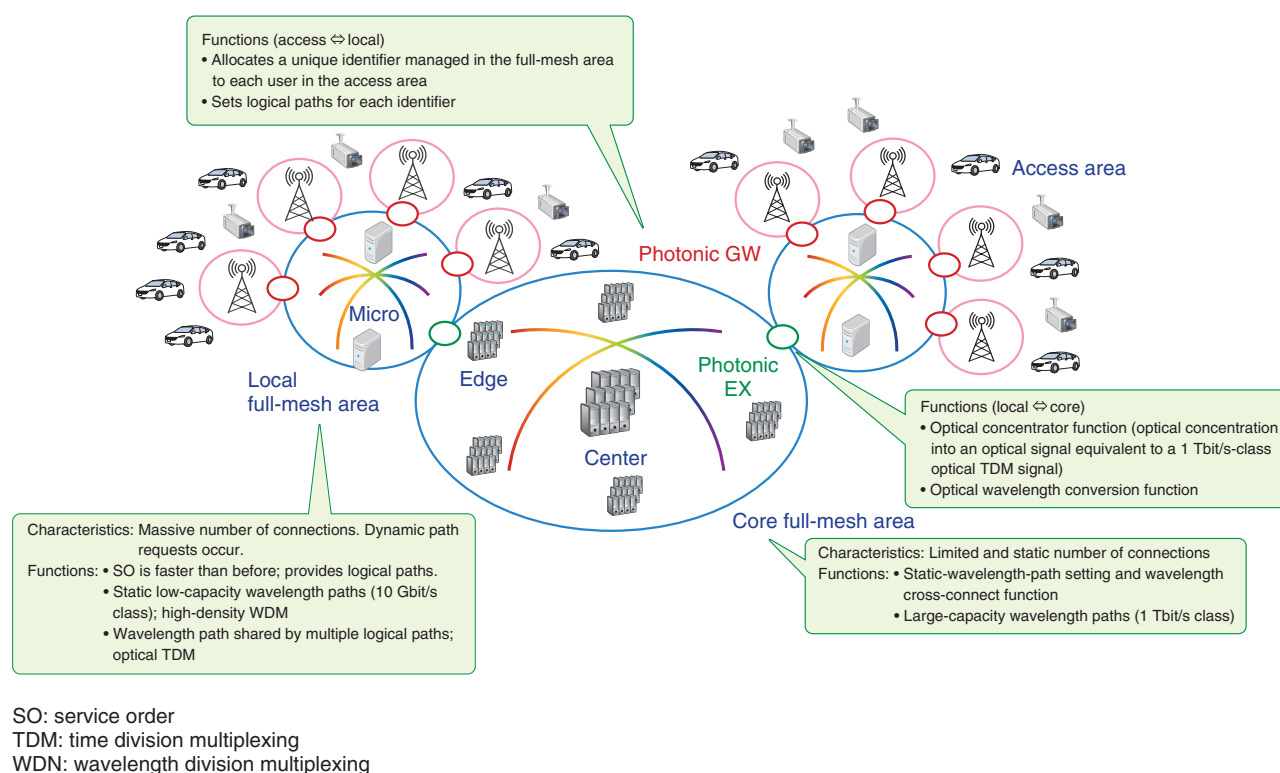 Functions (access ⇔ local)
• Allocates a unique identifier managed in the full-mesh area
to each user in the access area
• Sets logical paths for each identifier
Access area
Photonic GW
Micro
Local
full-mesh area
Edge
Photonic
EX
Center
Functions (local ⇔ core)
• Optical concentrator function (optical concentration
into an optical signal equivalent to a 1 Tbit/s-class
optical TDM signal)
• Optical wavelength conversion function
Core full-mesh area
Characteristics: Massive number of connections. Dynamic path
requests occur.
Functions: • SO is faster than before; provides logical paths.
• Static low-capacity wavelength paths (10 Gbit/s
class); high-density WDM
• Wavelength path shared by multiple logical paths;
optical TDM
Characteristics: Limited and static number of connections
Functions: • Static-wavelength-path setting and wavelength
cross-connect function
• Large-capacity wavelength paths (1 Tbit/s class)
SO: service order
TDM: time division multiplexing
WDN: wavelength division multiplexing